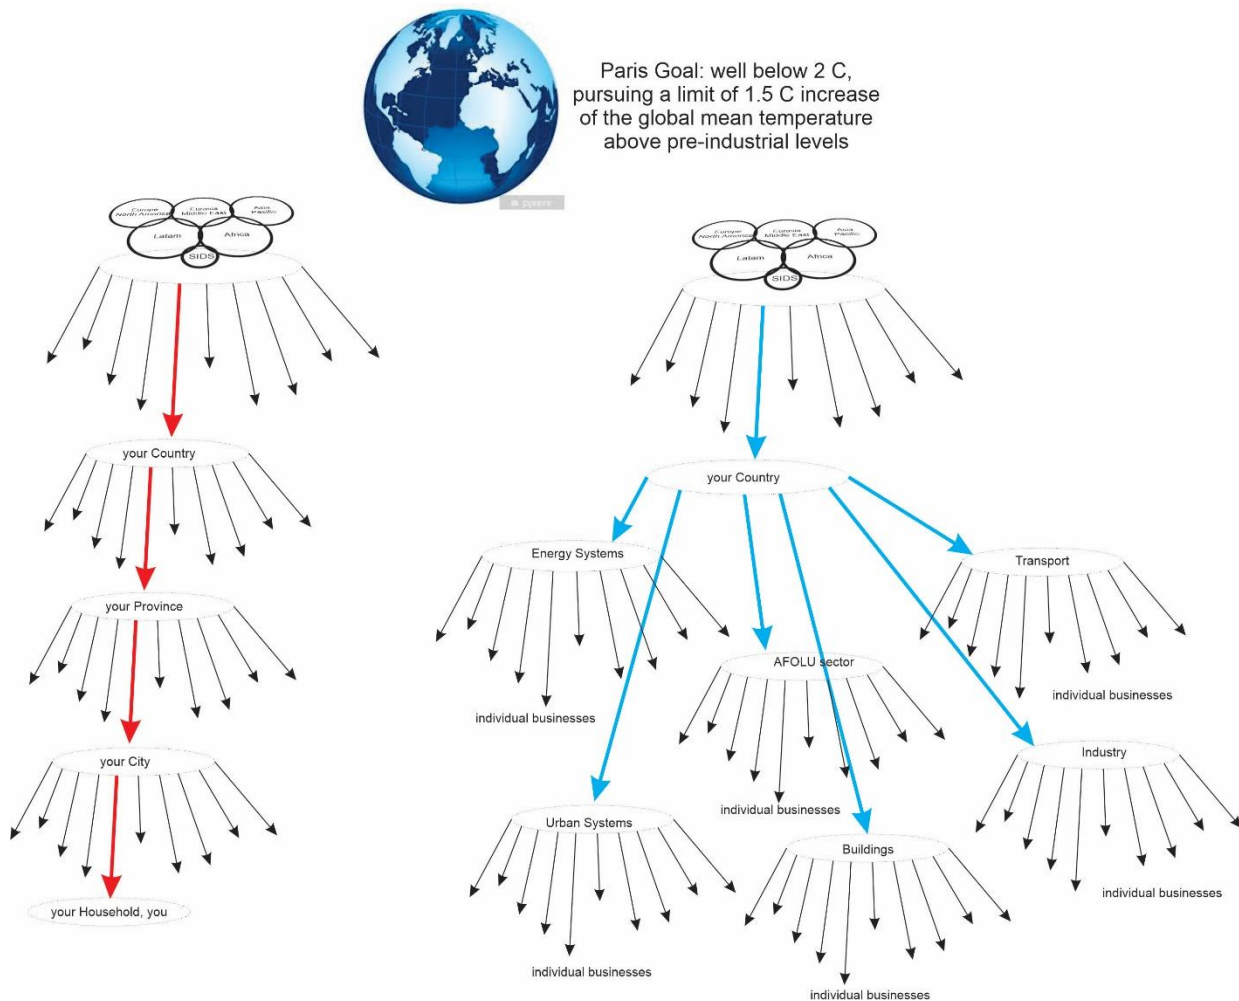 Paris Goal: well below 2 C,
pursuing a limit of 1.5 C increase
of the global mean temperature
above pre-industrial levels
Europe
North America
Eurasia
Middle East
Asia
Pacific
Latam
Africa
SIDS
your Country
your Province
your City
your Household, you
Europe
North America
Eurasia
Middle East
Asia
Pacific
Latam
Africa
SIDS
your Country
Energy Systems
Transport
AFOLU sector
individual businesses
individual businesses
Industry
individual businesses
Urban Systems
Buildings
individual businesses
individual businesses
individual businesses